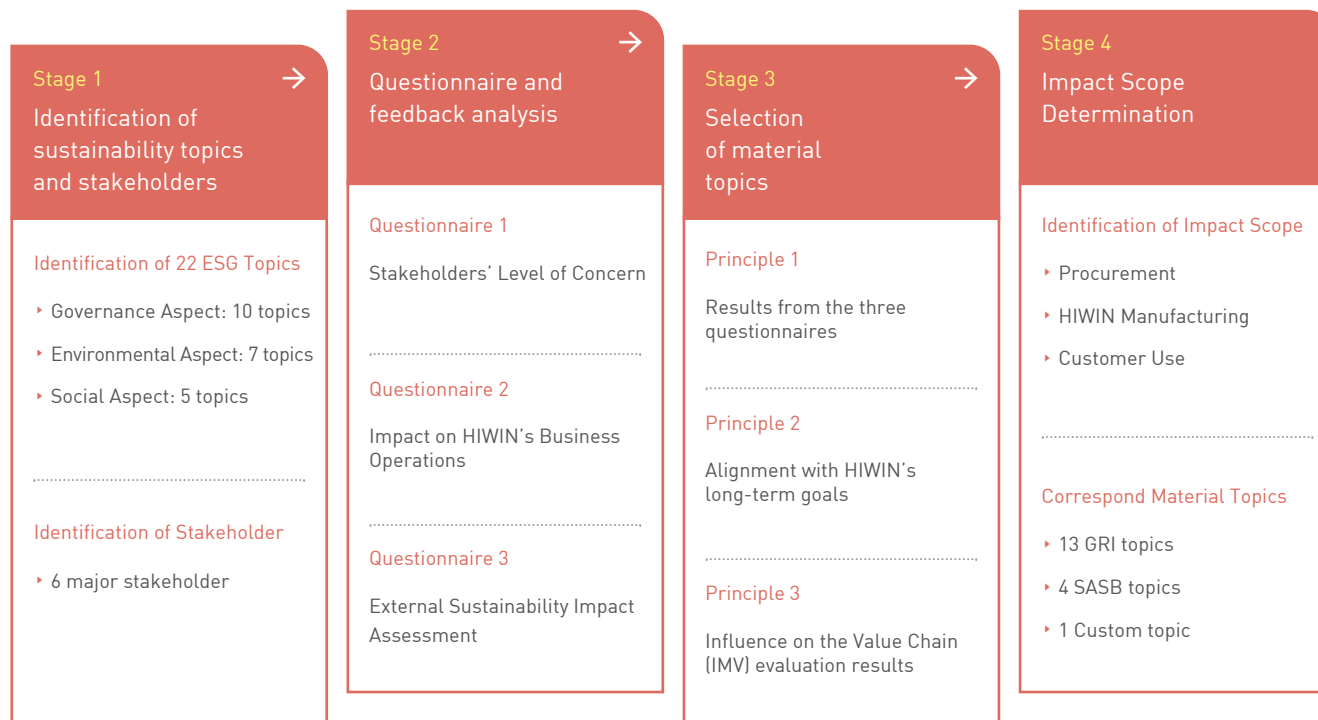 Stage 1
Identification of
sustainability topics
and stakeholders
Identification of 22 ESG Topics
‣ Governance Aspect: 10 topics
‣ Environmental Aspect: 7 topics
‣ Social Aspect: 5 topics
Identification of Stakeholder
‣ 6 major stakeholder
Stage 2
Questionnaire and
feedback analysis
Questionnaire 1
Stakeholders’ Level of Concern
Questionnaire 2
Impact on HIWIN’s Business
Operations
Questionnaire 3
External Sustainability Impact
Assessment
Stage 3
Selection
of material
topics
Principle 1
Results from the three
questionnaires
Principle 2
Alignment with HIWIN’s
long-term goals
Principle 3
Influence on the Value Chain
(IMV) evaluation results
Stage 4
Impact Scope
Determination
Identification of Impact Scope
‣ Procurement
‣ HIWIN Manufacturing
‣ Customer Use
Correspond Material Topics
‣ 13 GRI topics
‣ 4 SASB topics
‣ 1 Custom topic